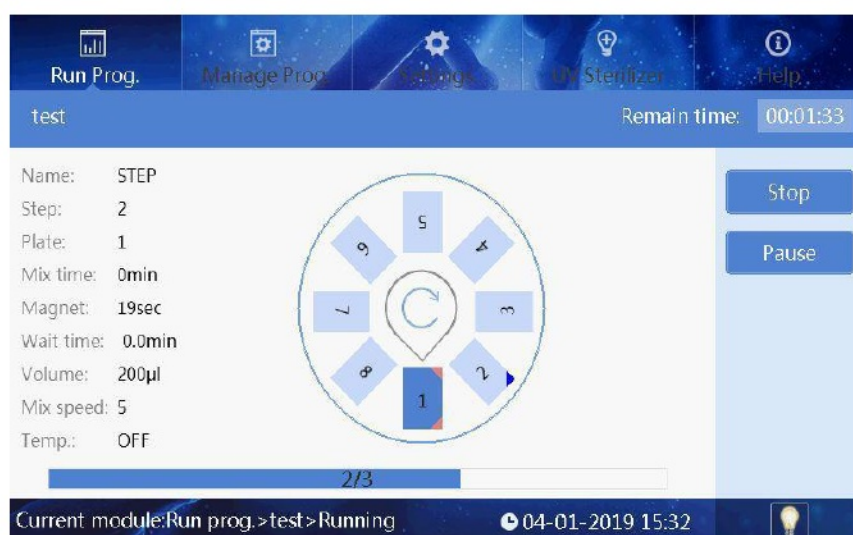 Run Prog.
Manage Prog.
Settings
UV Sterilizer
Help
test
Remain time: 00:01:33
Name: STEP
Step: 2
Plate: 1
Mix time: 0min
Magnet: 19sec
Wait time: 0.0min
Volume: 200µl
Mix speed: 5
Temp.: OFF
5
6
4
7
3
8
2
1
Stop
Pause
2/3
Current module:Run prog.>test>Running
04-01-2019 15:32